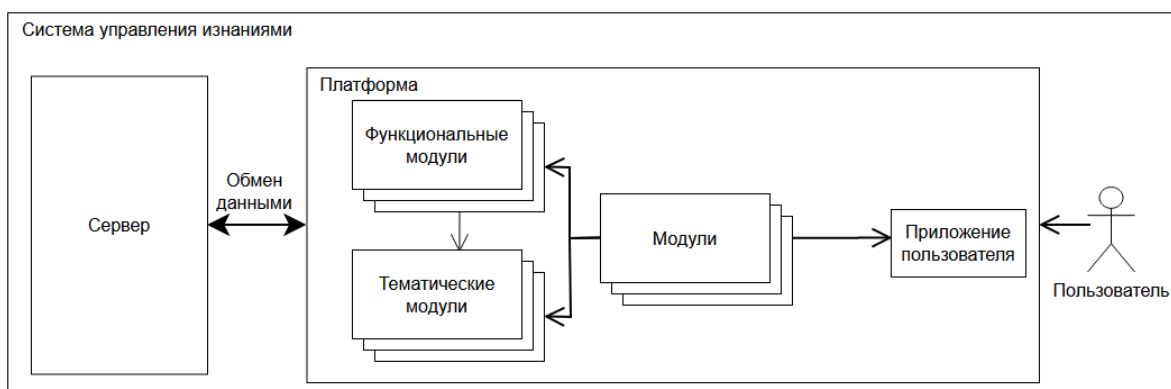 Система управления изнаниями
Платформа
Функциональные
модули
Обмен
данными
Сервер
Модули
Приложение
пользователя
Тематические
модули
Пользователь